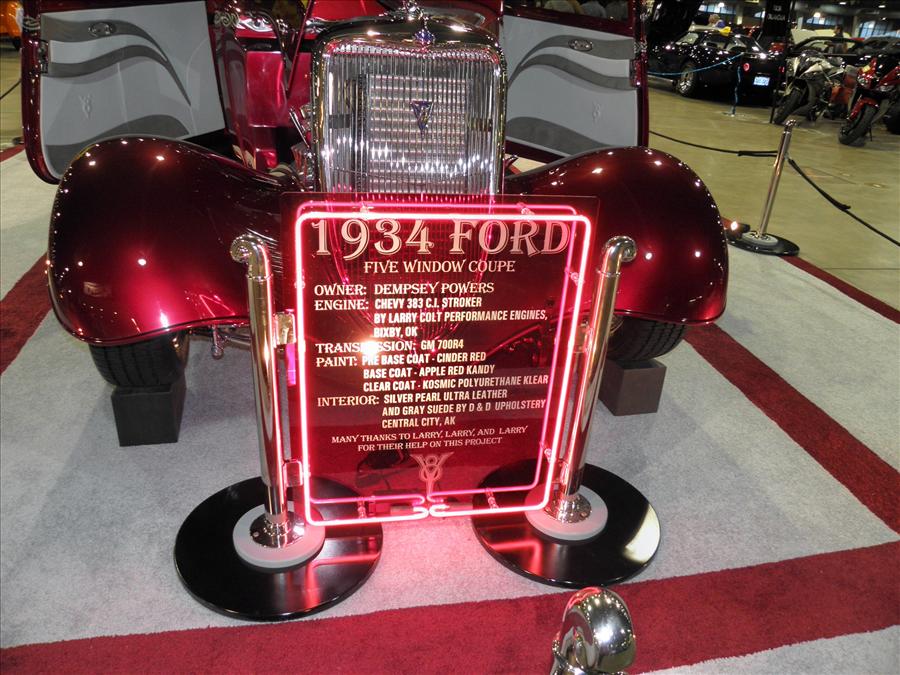 1934 FORD
FIVE WINDOW COUPE
OWNER: DEMPSEY POWERS
ENGINE: CHEVY 383 C.I. STROKER
BY LARRY COLT PERFORMANCE ENGINES,
BIXBY, OK
TRANSMISSION: GM 700R4
PAINT: PRE BASE COAT - CINDER RED
BASE COAT - APPLE RED KANDY
CLEAR COAT - KOSMIC POLYURETHANE KLEAR
INTERIOR: SILVER PEARL ULTRA LEATHER
AND GRAY SUEDE BY D & D UPHOLSTERY
CENTRAL CITY, AK
MANY THANKS TO LARRY, LARRY, AND LARRY
FOR THEIR HELP ON THIS PROJECT
V8